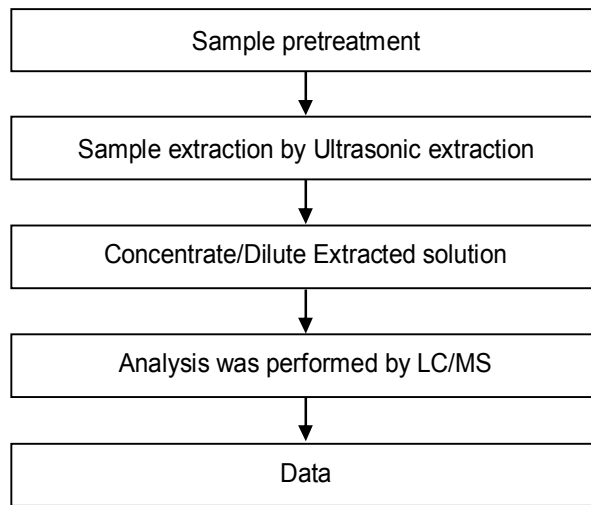 Sample pretreatment
Sample extraction by Ultrasonic extraction
Concentrate/Dilute Extracted solution
Analysis was performed by LC/MS
Data